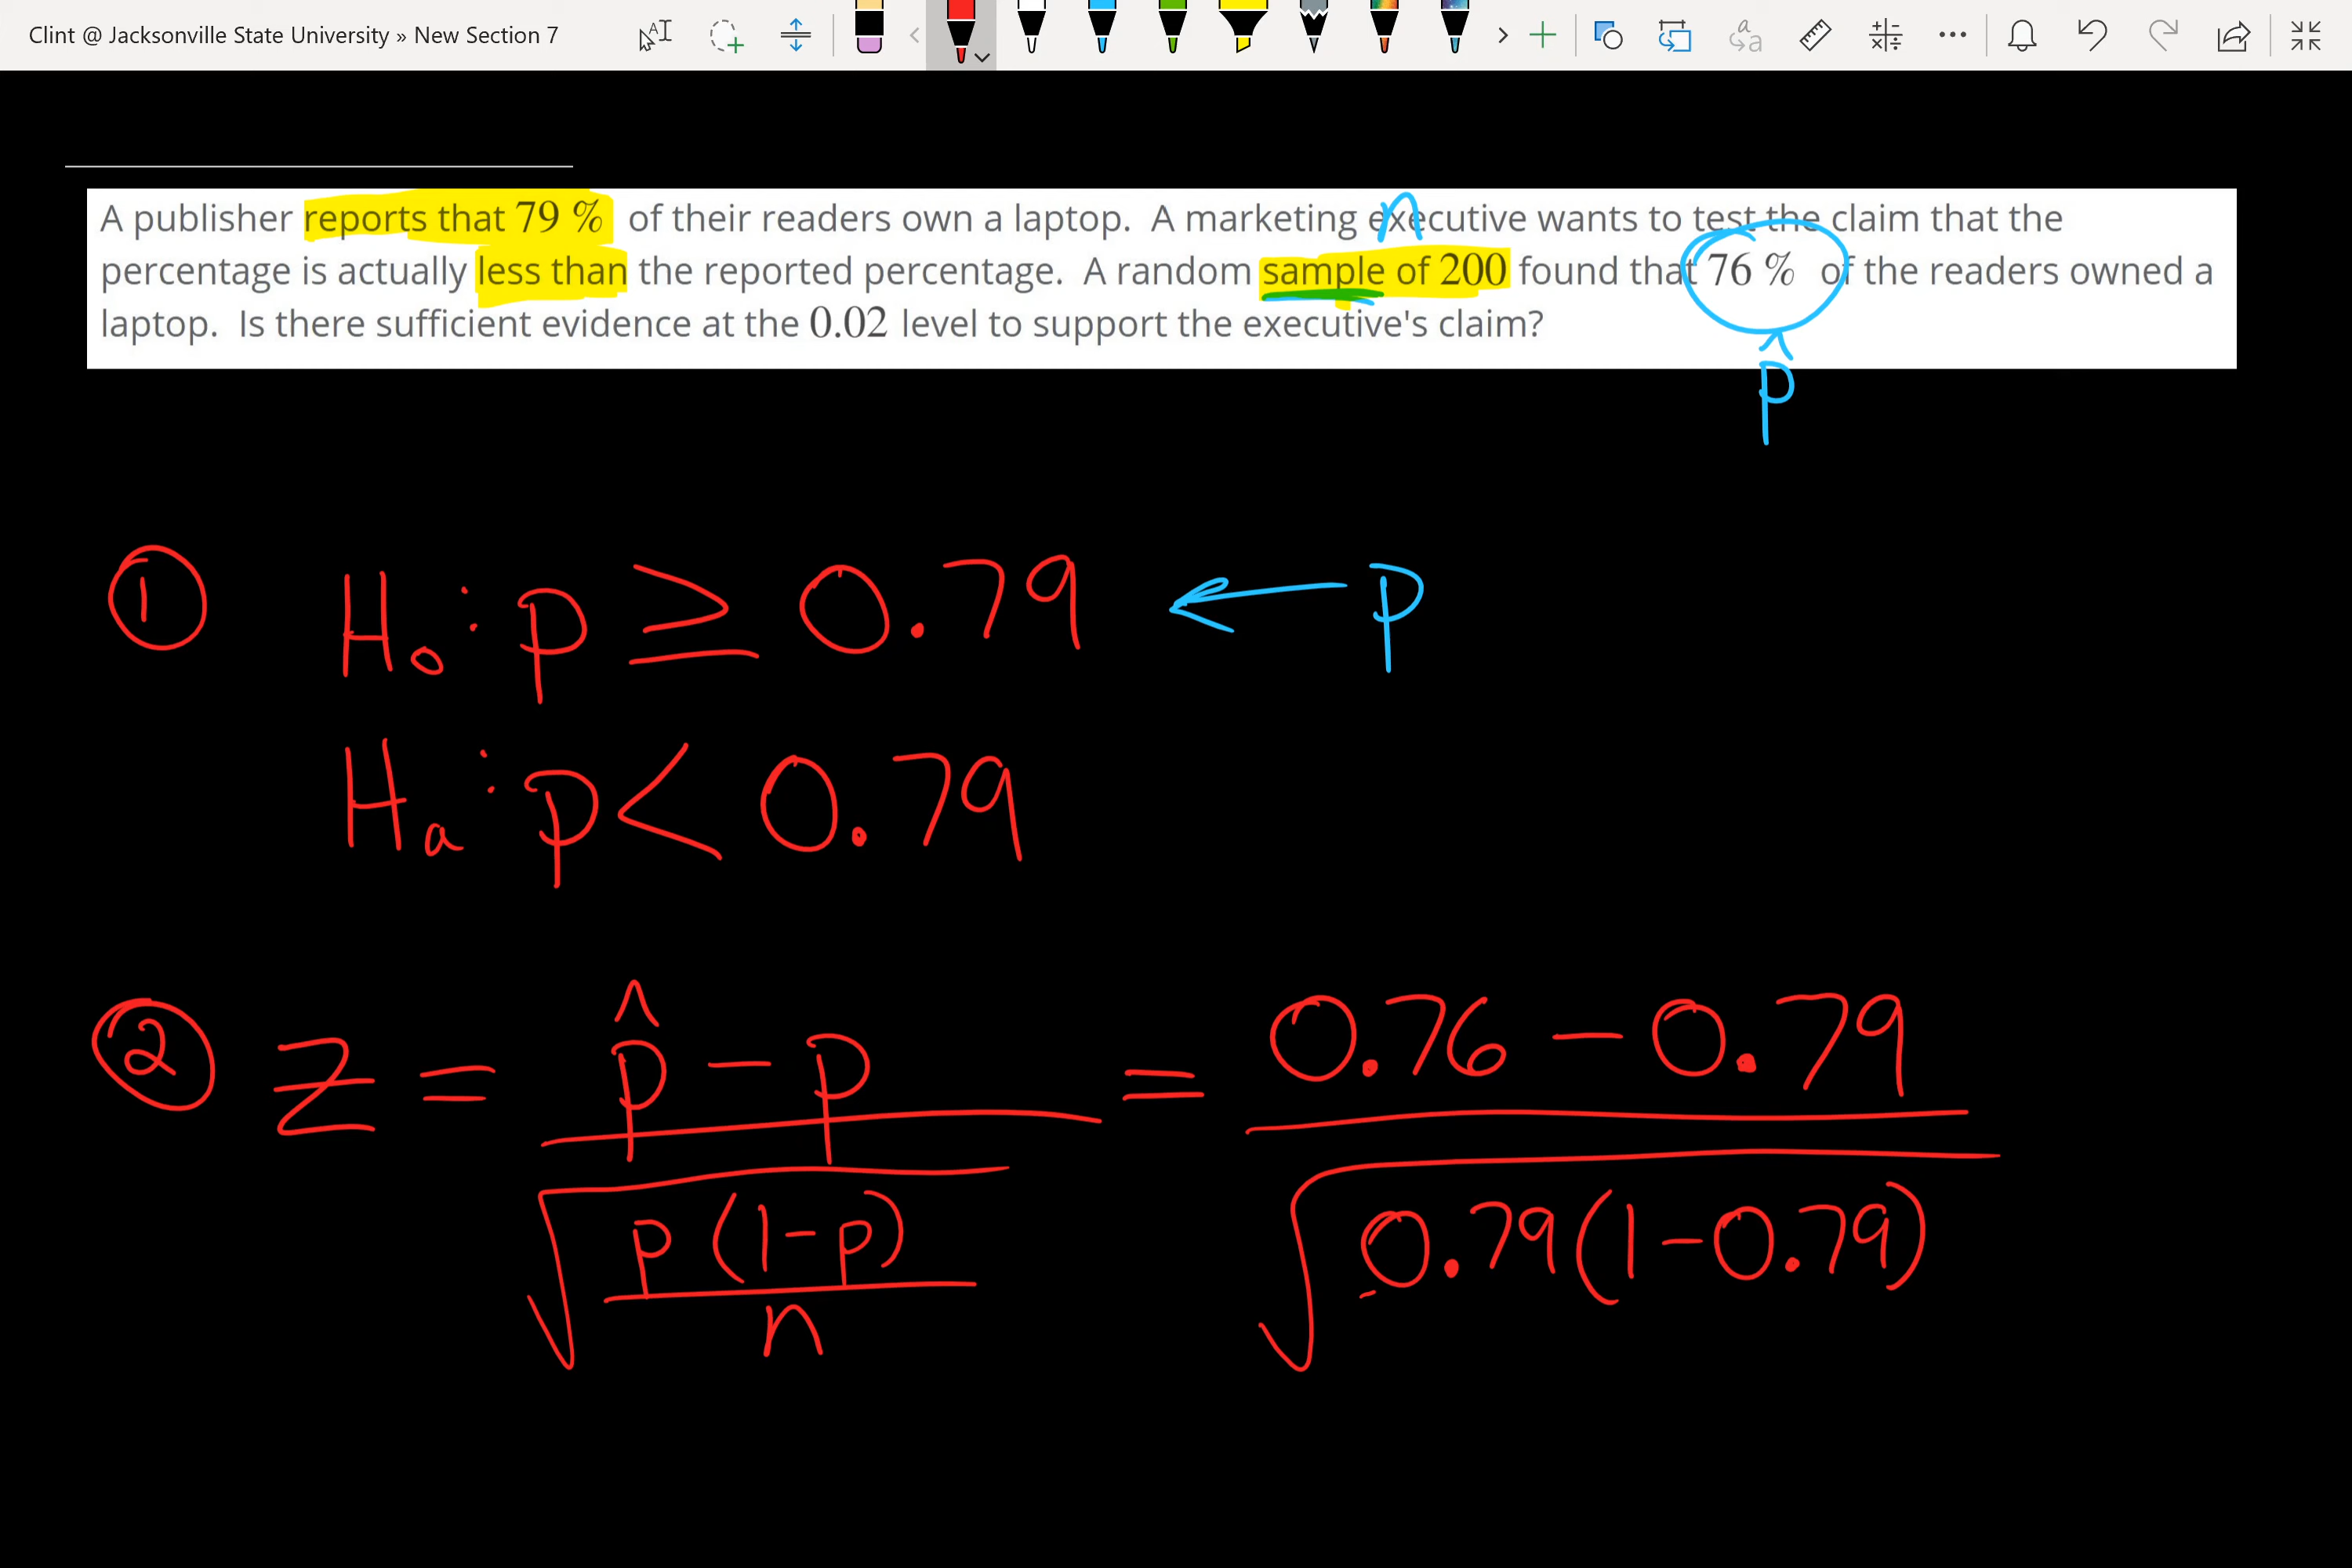 Clint @ Jacksonville State University » New Section 7
A publisher reports that 79 % of their readers own a laptop. A marketing executive wants to test the claim that the
percentage is actually less than the reported percentage. A random sample of 200 found that 76 % of the readers owned a
laptop. Is there sufficient evidence at the 0.02 level to support the executive's claim?
n
p̂
① H₀: p ≥ 0.79 ← p
Hₐ: p < 0.79
② z = (p̂ - p) / √(p(1-p) / n) = (0.76 - 0.79) / √(0.79(1-0.79))